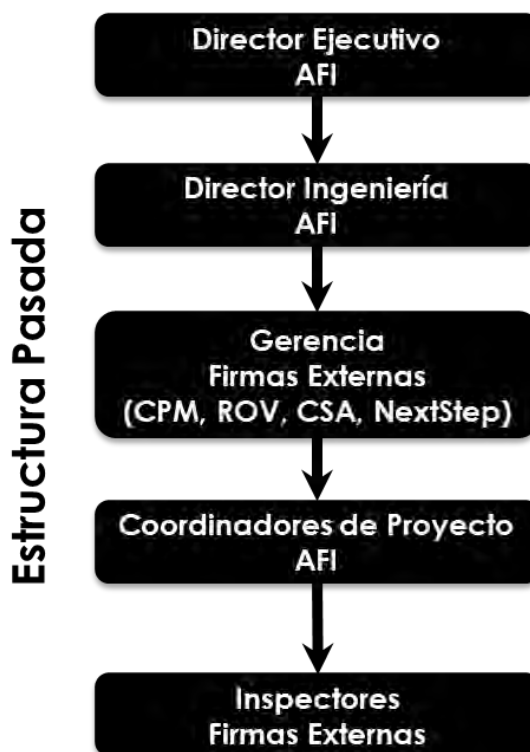 Estructura Pasada
Director Ejecutivo
AFI
Director Ingeniería
AFI
Gerencia
Firmas Externas
(CPM, ROV, CSA, NextStep)
Coordinadores de Proyecto
AFI
Inspectores
Firmas Externas